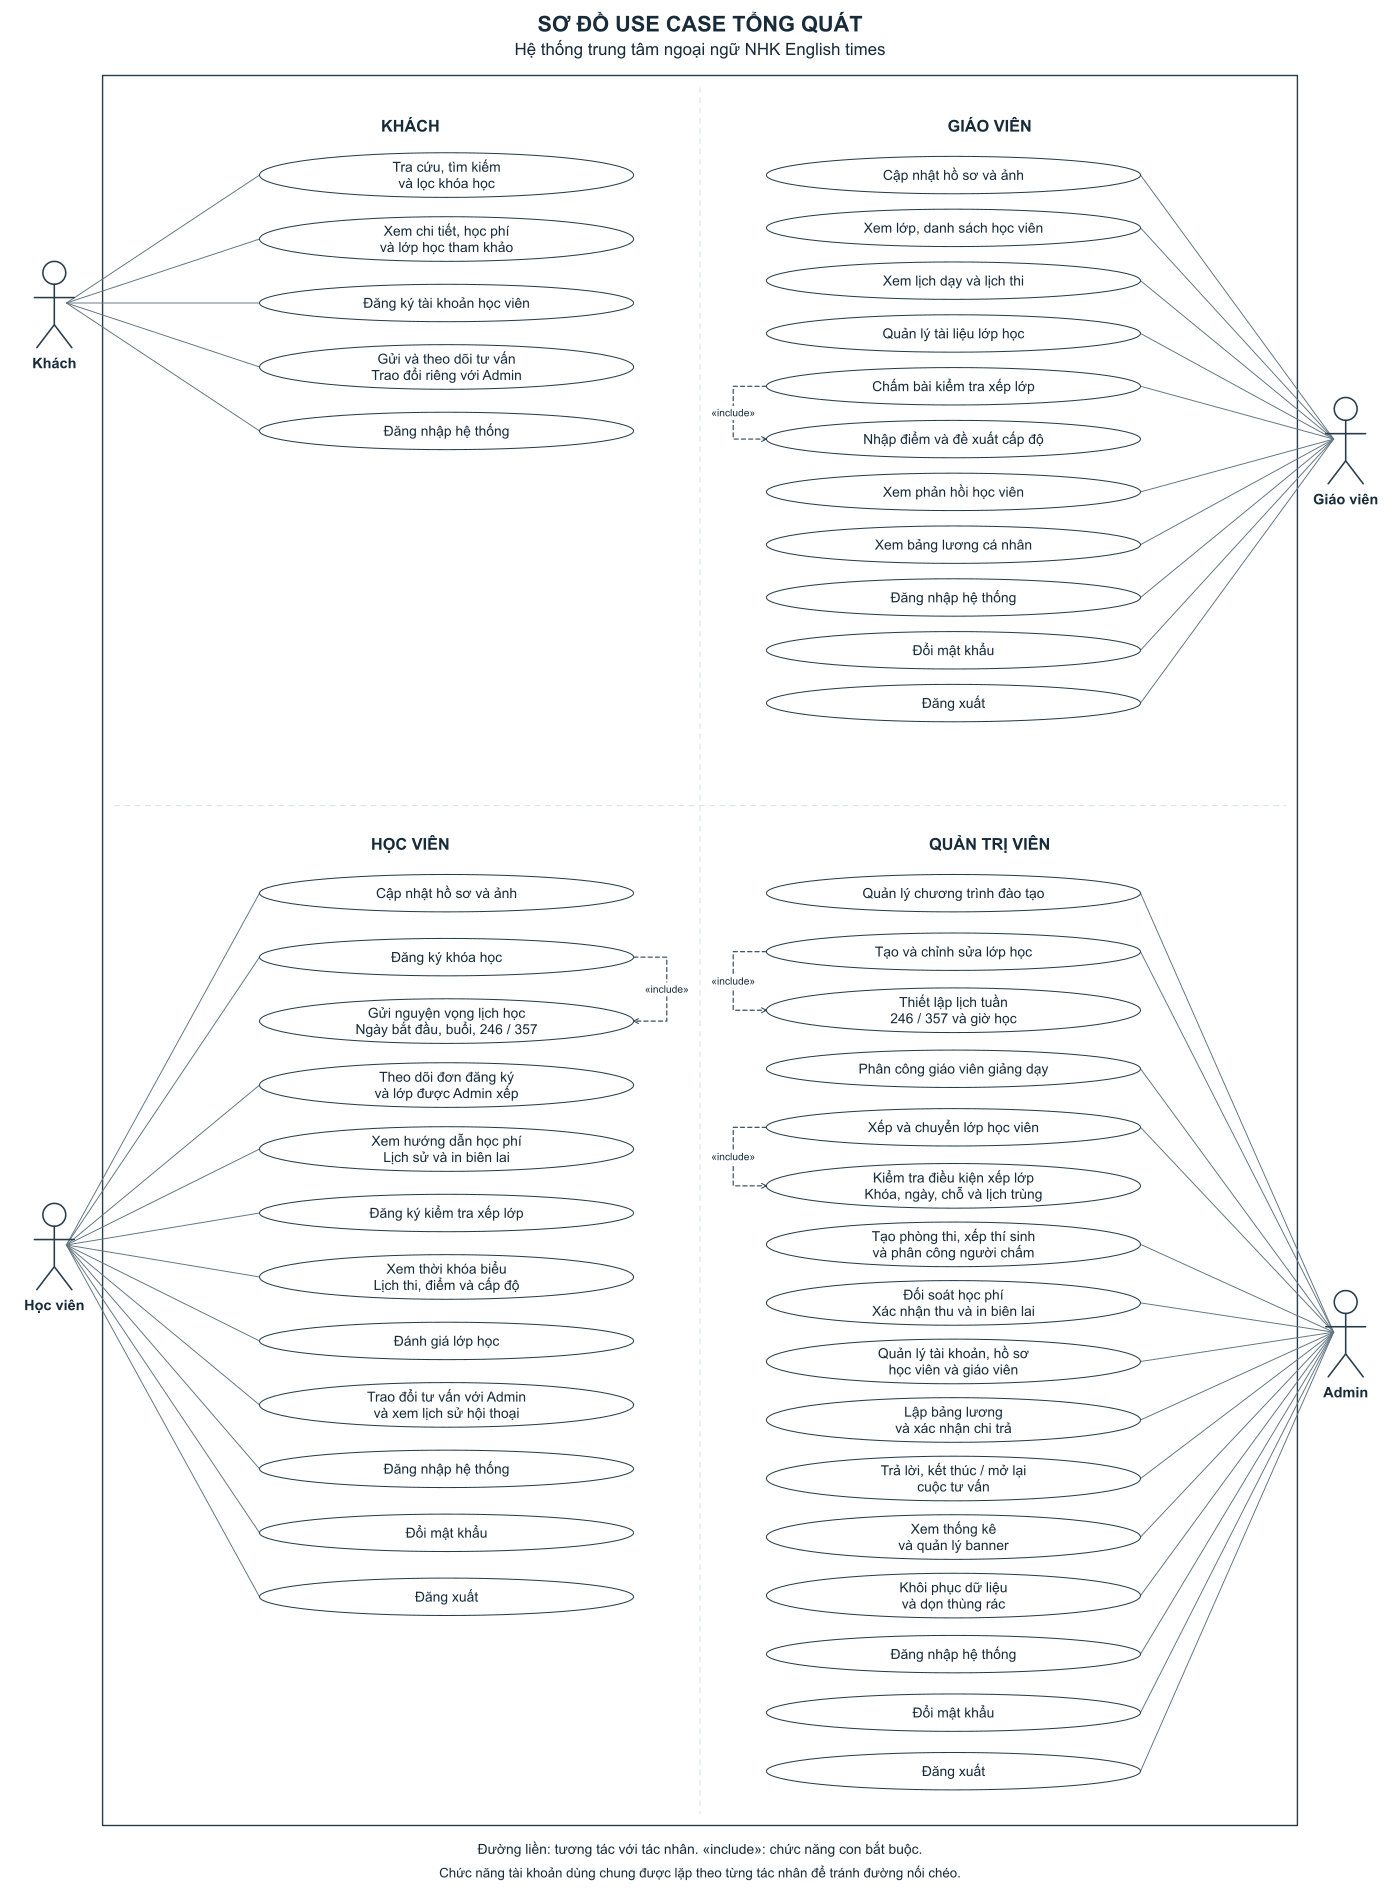 SƠ ĐỒ USE CASE TỔNG QUÁT
Hệ thống trung tâm ngoại ngữ NHK English times
KHÁCH
Tra cứu, tìm kiếm
và lọc khóa học
Xem chi tiết, học phí
và lớp học tham khảo
Đăng ký tài khoản học viên
Gửi và theo dõi tư vấn
Trao đổi riêng với Admin
Đăng nhập hệ thống
Khách
GIÁO VIÊN
Cập nhật hồ sơ và ảnh
Xem lớp, danh sách học viên
Xem lịch dạy và lịch thi
Quản lý tài liệu lớp học
Chấm bài kiểm tra xếp lớp
«include»
Nhập điểm và đề xuất cấp độ
Xem phản hồi học viên
Xem bảng lương cá nhân
Đăng nhập hệ thống
Đổi mật khẩu
Đăng xuất
Giáo viên
HỌC VIÊN
Cập nhật hồ sơ và ảnh
Đăng ký khóa học
«include»
Gửi nguyện vọng lịch học
Ngày bắt đầu, buổi, 246 / 357
Theo dõi đơn đăng ký
và lớp được Admin xếp
Xem hướng dẫn học phí
Lịch sử và in biên lai
Đăng ký kiểm tra xếp lớp
Xem thời khóa biểu
Lịch thi, điểm và cấp độ
Đánh giá lớp học
Trao đổi tư vấn với Admin
và xem lịch sử hội thoại
Đăng nhập hệ thống
Đổi mật khẩu
Đăng xuất
Học viên
QUẢN TRỊ VIÊN
Quản lý chương trình đào tạo
Tạo và chỉnh sửa lớp học
«include»
Thiết lập lịch tuần
246 / 357 và giờ học
Phân công giáo viên giảng dạy
Xếp và chuyển lớp học viên
«include»
Kiểm tra điều kiện xếp lớp
Khóa, ngày, chỗ và lịch trùng
Tạo phòng thi, xếp thí sinh
và phân công người chấm
Đối soát học phí
Xác nhận thu và in biên lai
Quản lý tài khoản, hồ sơ
học viên và giáo viên
Lập bảng lương
và xác nhận chi trả
Trả lời, kết thúc / mở lại
cuộc tư vấn
Xem thống kê
và quản lý banner
Khôi phục dữ liệu
và dọn thùng rác
Đăng nhập hệ thống
Đổi mật khẩu
Đăng xuất
Admin
Đường liền: tương tác với tác nhân. «include»: chức năng con bắt buộc.
Chức năng tài khoản dùng chung được lặp theo từng tác nhân để tránh đường nối chéo.